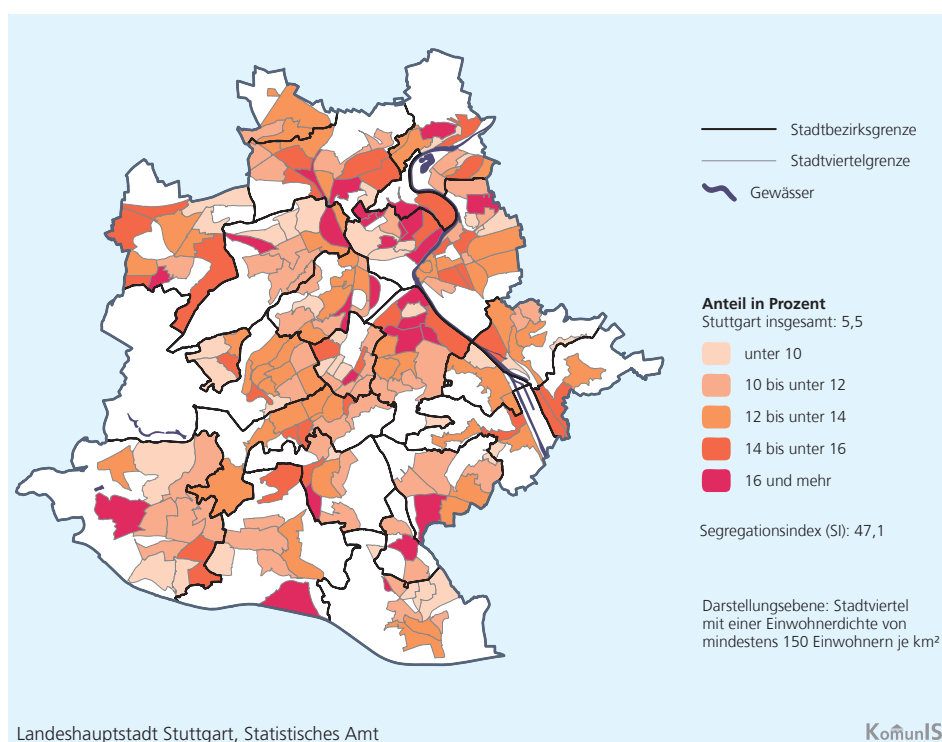 Stadtbezirksgrenze
Stadtviertelgrenze
Gewässer
Anteil in Prozent
Stuttgart insgesamt: 5,5
unter 10
10 bis unter 12
12 bis unter 14
14 bis unter 16
16 und mehr
Segregationsindex (SI): 47,1
Darstellungsebene: Stadtviertel
mit einer Einwohnerdichte von
mindestens 150 Einwohnern je km²
Landeshauptstadt Stuttgart, Statistisches Amt
KomunIS